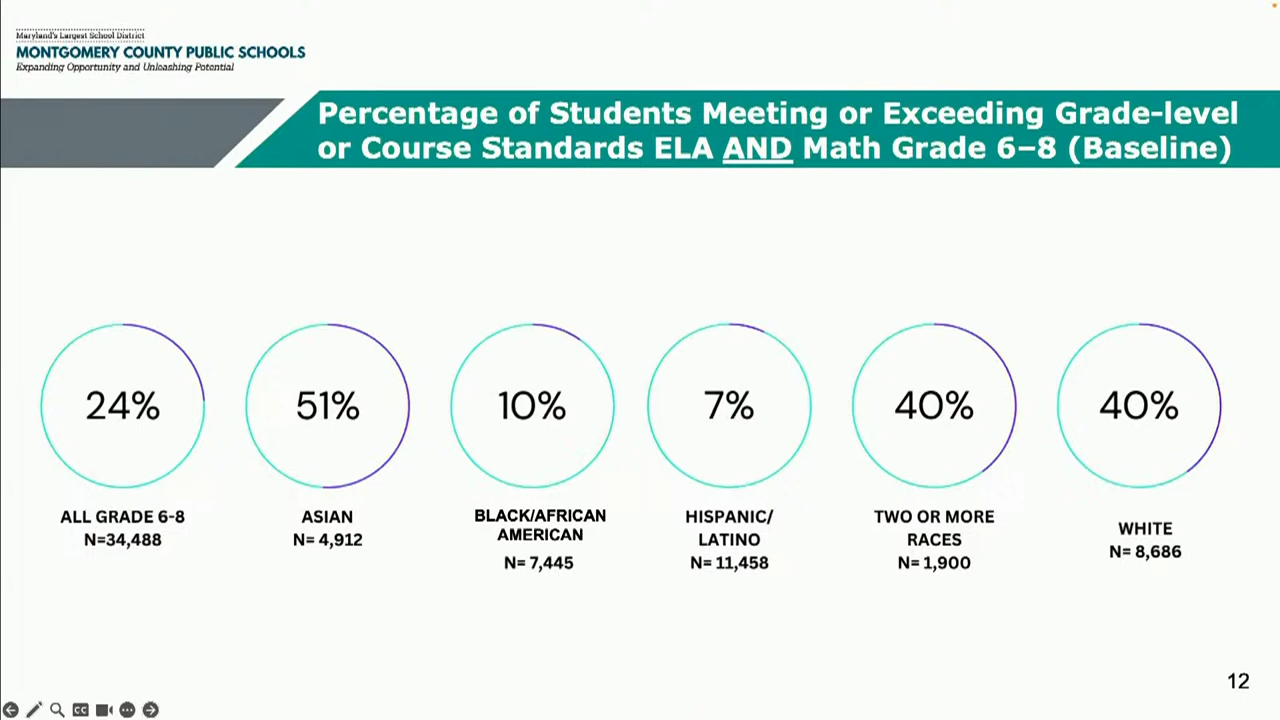 Maryland's Largest School District
MONTGOMERY COUNTY PUBLIC SCHOOLS
Expanding Opportunity and Unleashing Potential
Percentage of Students Meeting or Exceeding Grade-level
or Course Standards ELA AND Math Grade 6–8 (Baseline)
24%
ALL GRADE 6-8
N=34,488
51%
ASIAN
N= 4,912
10%
BLACK/AFRICAN
AMERICAN
N= 7,445
7%
HISPANIC/
LATINO
N= 11,458
40%
TWO OR MORE
RACES
N= 1,900
40%
WHITE
N= 8,686
12
CC